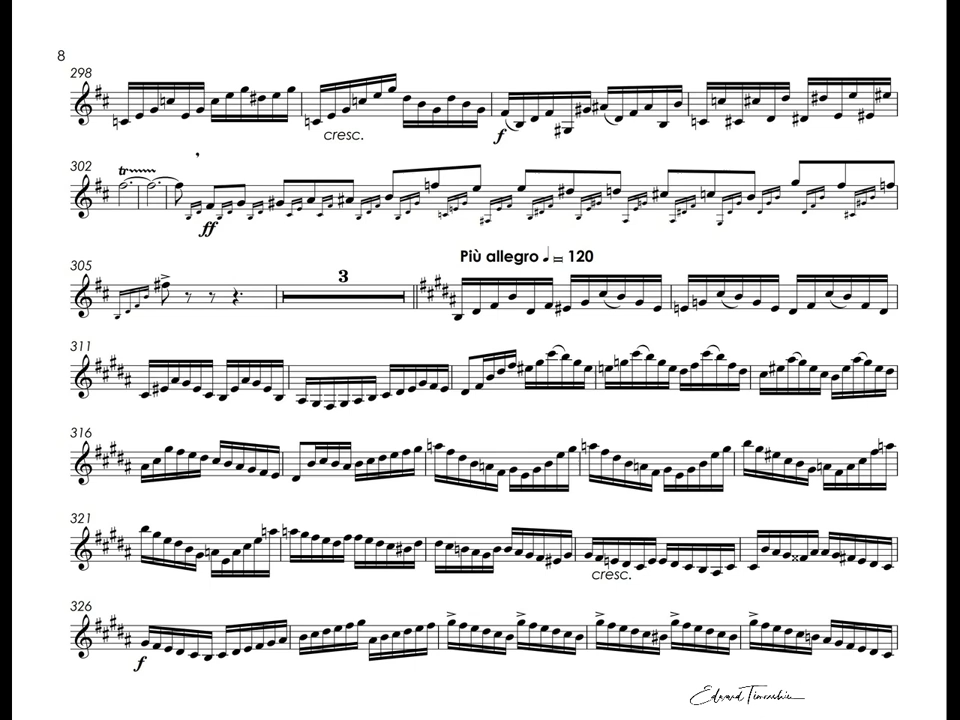 8
298
cresc.
f
302
tr
,
ff
305
3
Più allegro ♩ = 120
311
316
321
cresc.
326
f